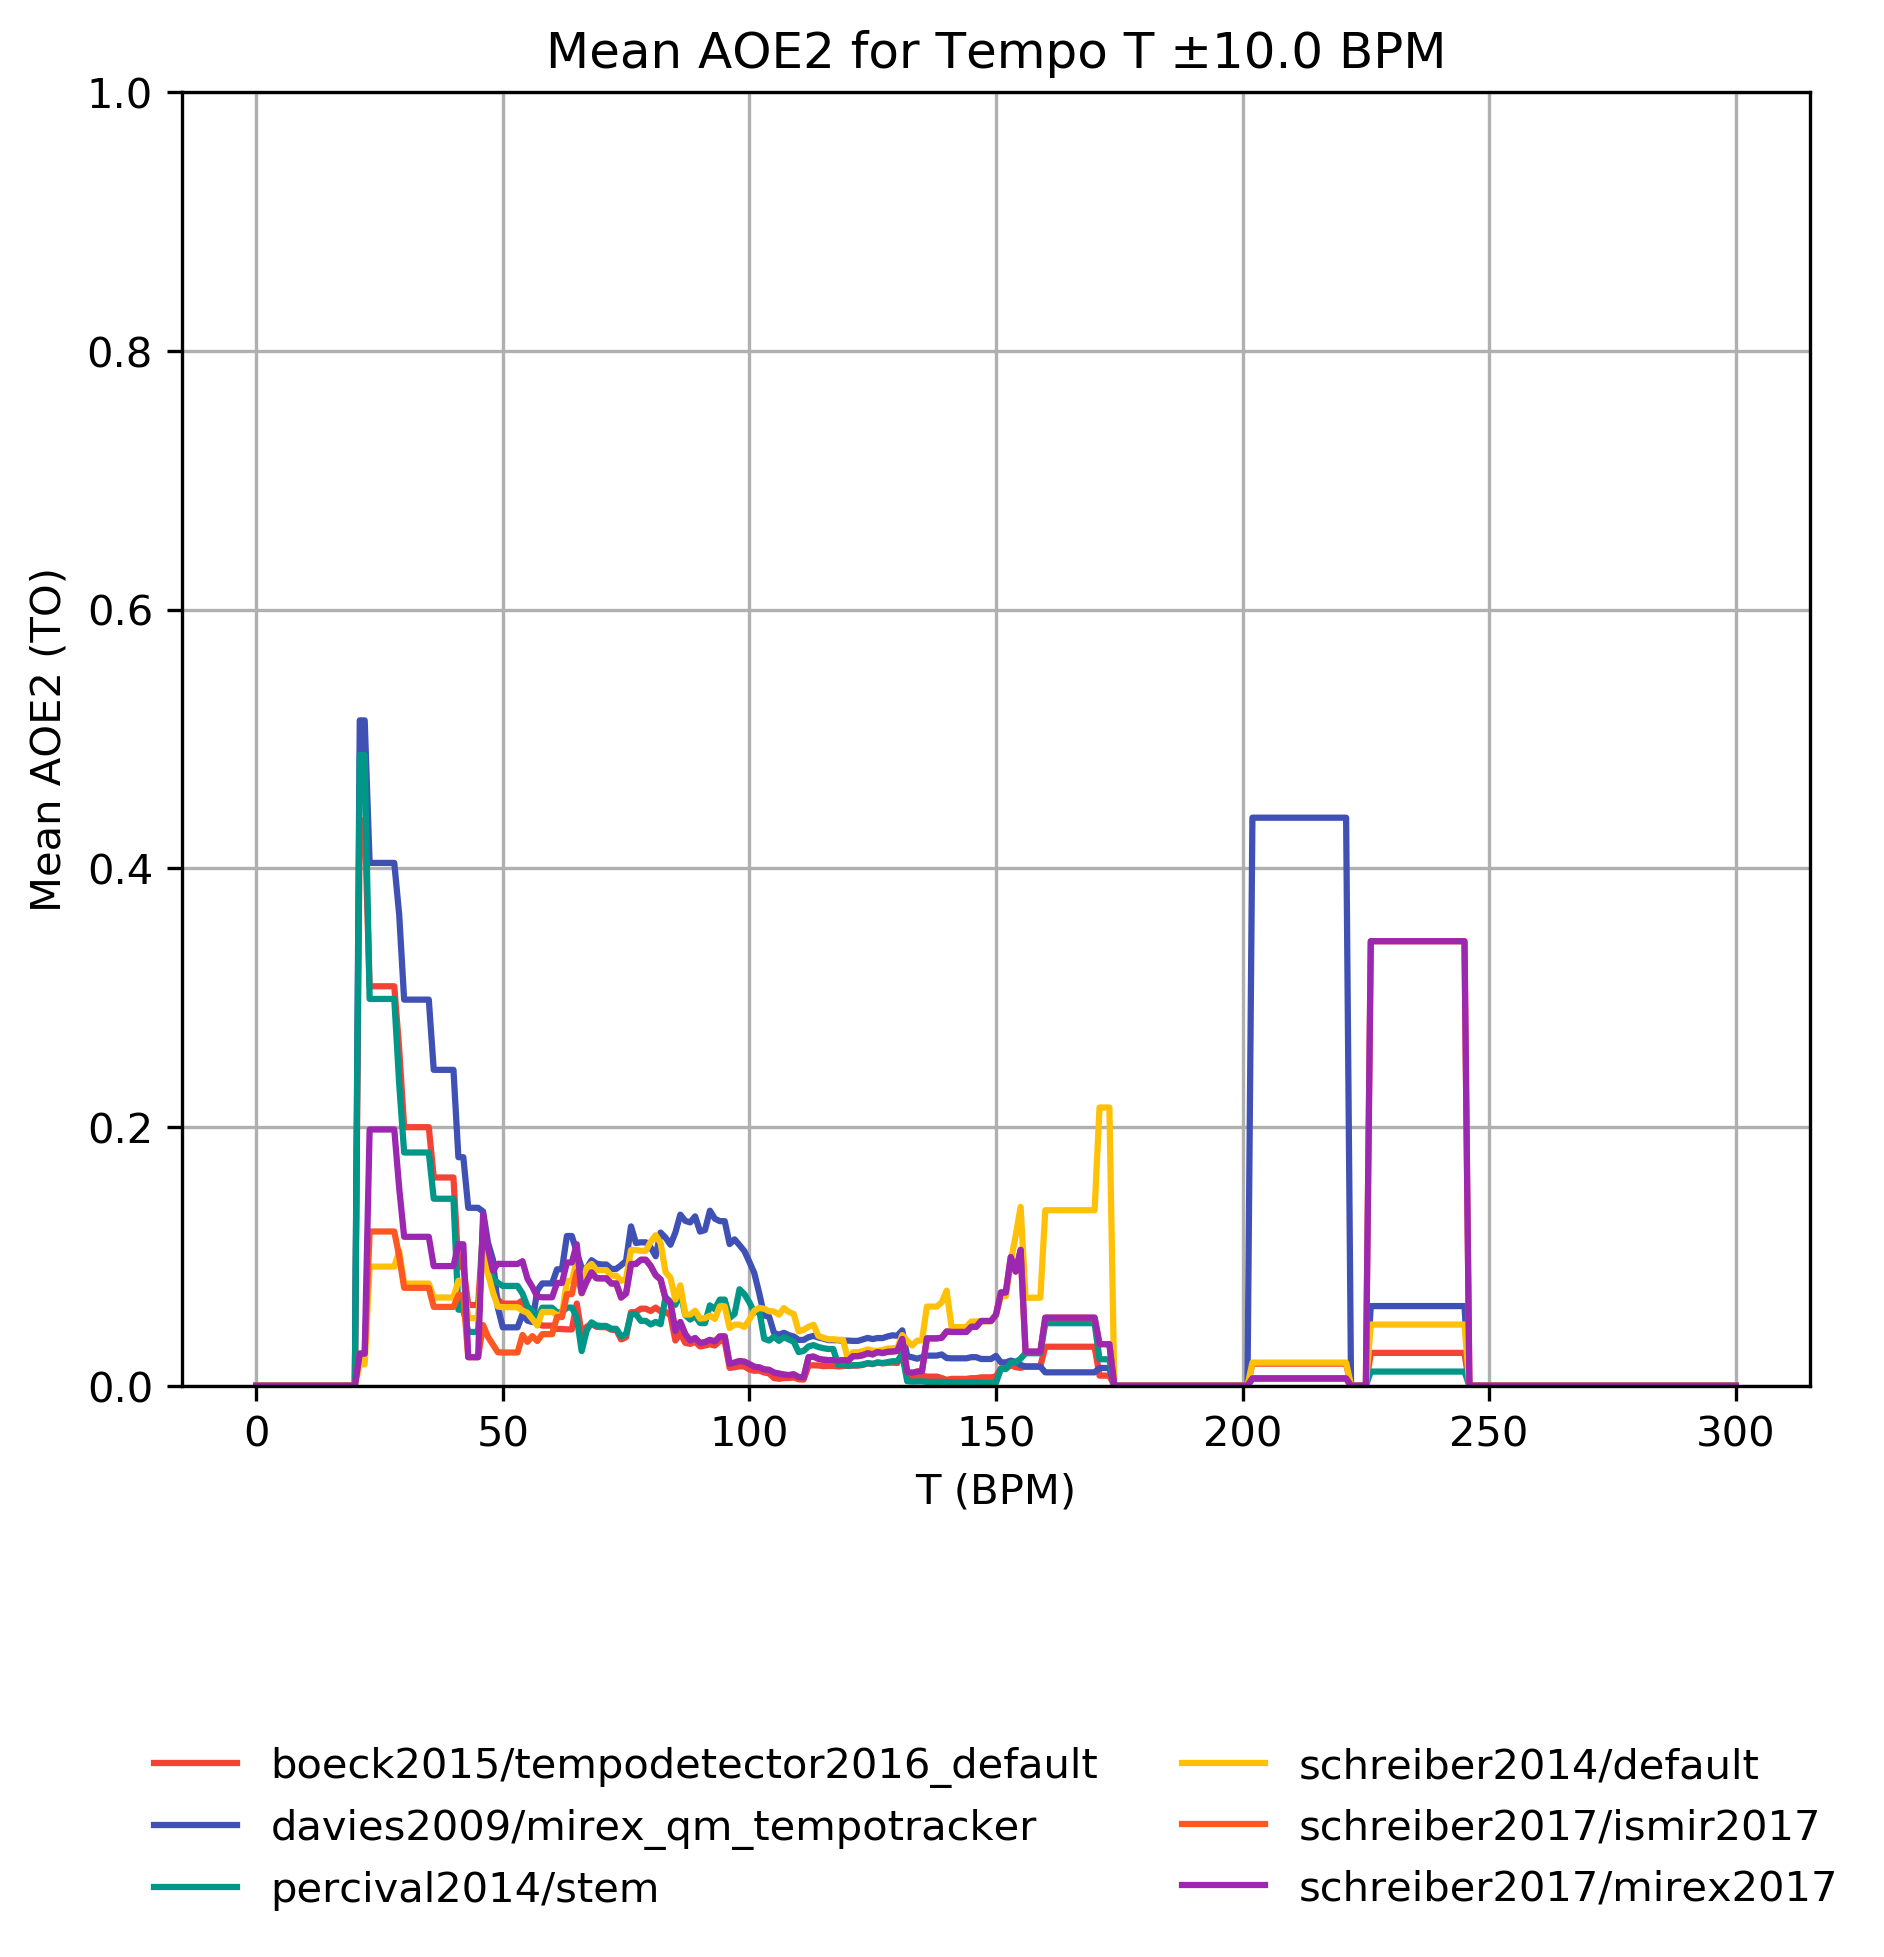 Mean AOE2 for Tempo T ±10.0 BPM
1.0
0.8
0.6
0.4
0.2
0.0
Mean AOE2 (TO)
0 50 100 150 200 250 300
T (BPM)
boeck2015/tempodetector2016_default
davies2009/mirex_qm_tempotracker
percival2014/stem
schreiber2014/default
schreiber2017/ismir2017
schreiber2017/mirex2017